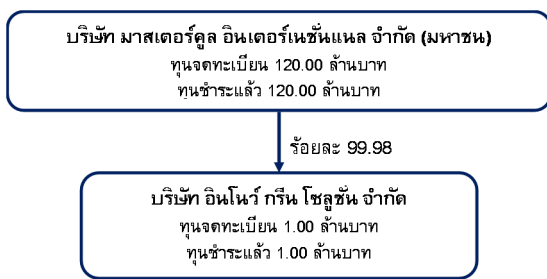 บริษัท มาสเตอร์คูล อินเตอร์เนชั่นแนล จำกัด (มหาชน)
ทุนจดทะเบียน 120.00 ล้านบาท
ทุนชำระแล้ว 120.00 ล้านบาท
ร้อยละ 99.98
บริษัท อินโนว์ กรีน โซลูชั่น จำกัด
ทุนจดทะเบียน 1.00 ล้านบาท
ทุนชำระแล้ว 1.00 ล้านบาท